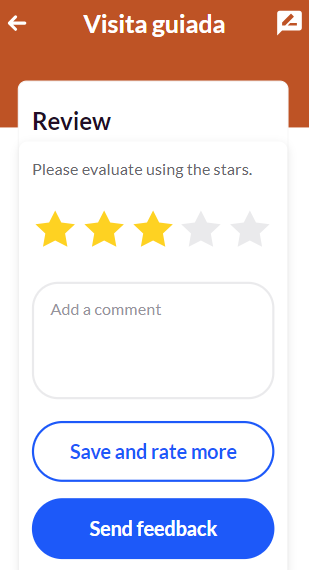 Visita guiada
Review
Please evaluate using the stars.
Add a comment
Save and rate more
Send feedback